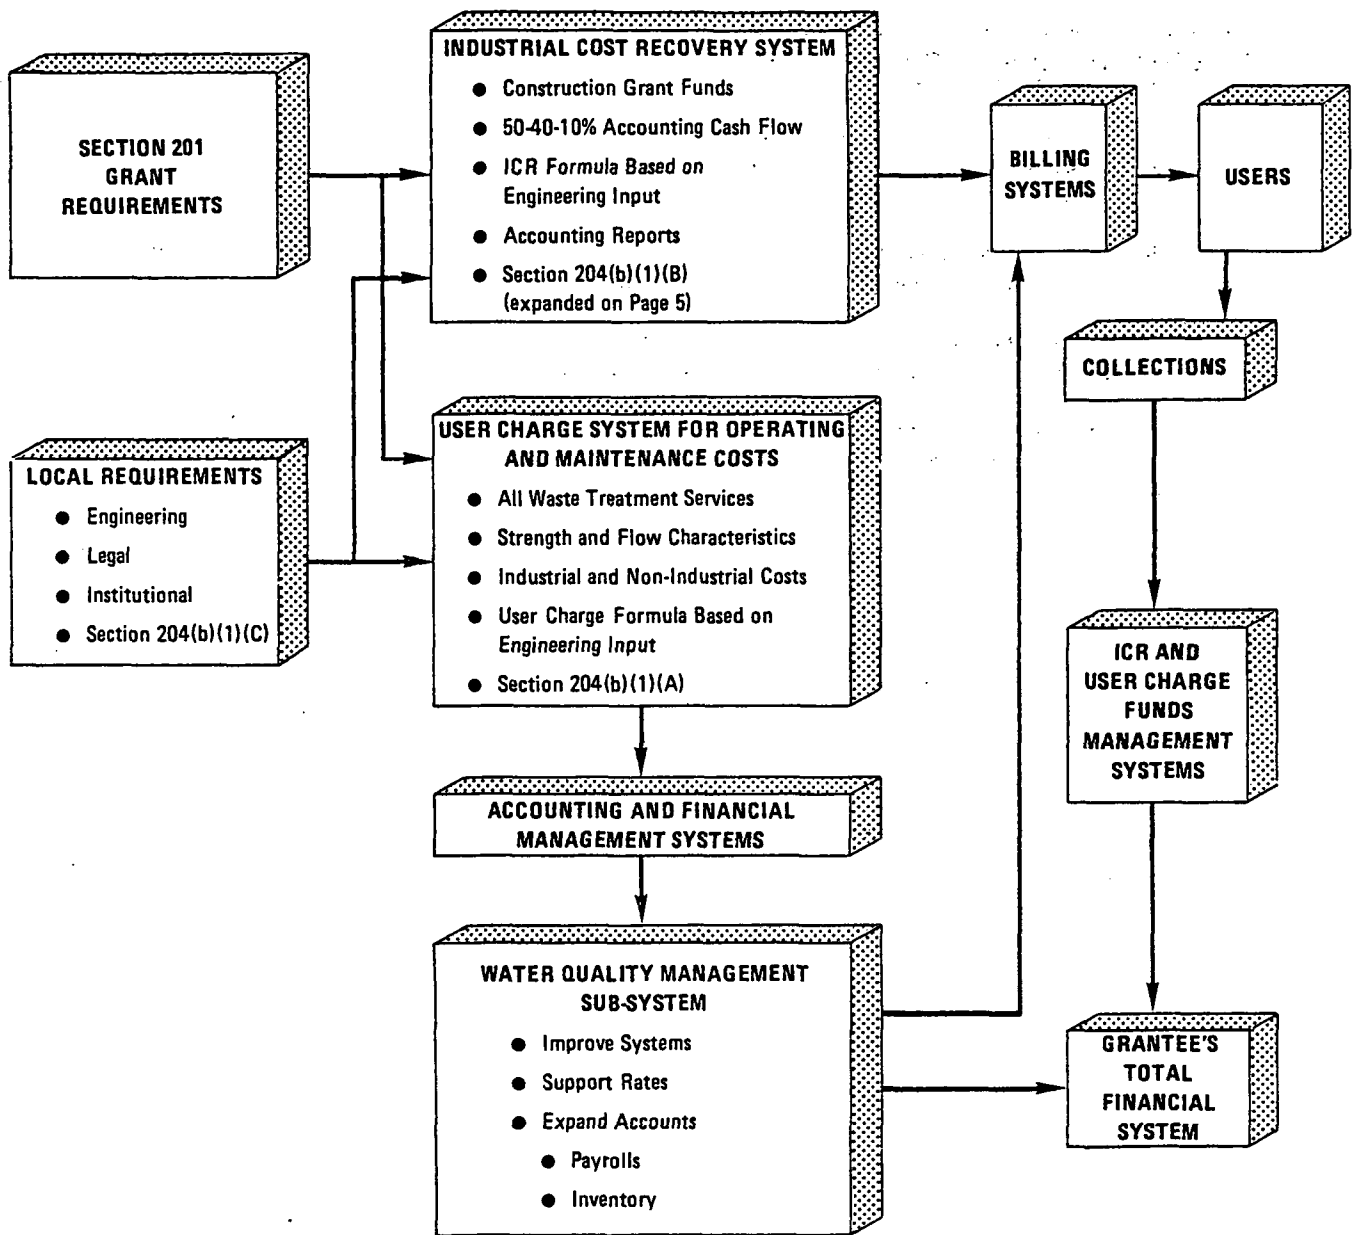 SECTION 201
GRANT
REQUIREMENTS
INDUSTRIAL COST RECOVERY SYSTEM
● Construction Grant Funds
● 50-40-10% Accounting Cash Flow
● ICR Formula Based on
Engineering Input
● Accounting Reports
● Section 204(b)(1)(B)
(expanded on Page 5)
BILLING
SYSTEMS
USERS
COLLECTIONS
LOCAL REQUIREMENTS
● Engineering
● Legal
● Institutional
● Section 204(b)(1)(C)
USER CHARGE SYSTEM FOR OPERATING
AND MAINTENANCE COSTS
● All Waste Treatment Services
● Strength and Flow Characteristics
● Industrial and Non-Industrial Costs
● User Charge Formula Based on
Engineering Input
● Section 204(b)(1)(A)
ICR AND
USER CHARGE
FUNDS
MANAGEMENT
SYSTEMS
ACCOUNTING AND FINANCIAL
MANAGEMENT SYSTEMS
WATER QUALITY MANAGEMENT
SUB-SYSTEM
● Improve Systems
● Support Rates
● Expand Accounts
● Payrolls
● Inventory
GRANTEE'S
TOTAL
FINANCIAL
SYSTEM